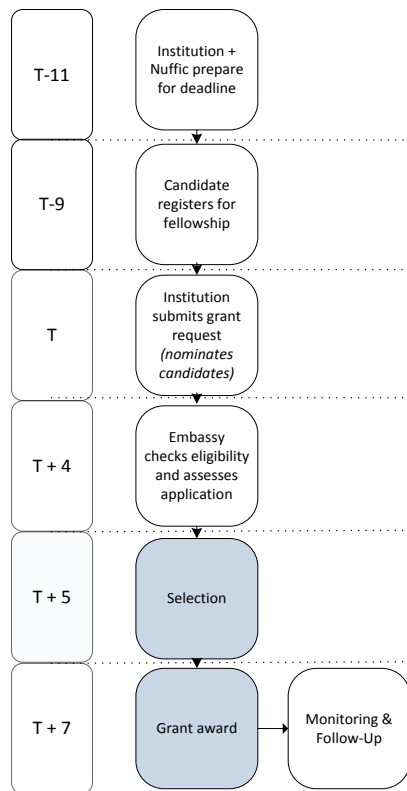 T-11
Institution +
Nuffic prepare
for deadline
T-9
Candidate
registers for
fellowship
T
Institution
submits grant
request
(nominates
candidates)
T + 4
Embassy
checks eligibility
and assesses
application
T + 5
Selection
T + 7
Grant award
Monitoring &
Follow-Up